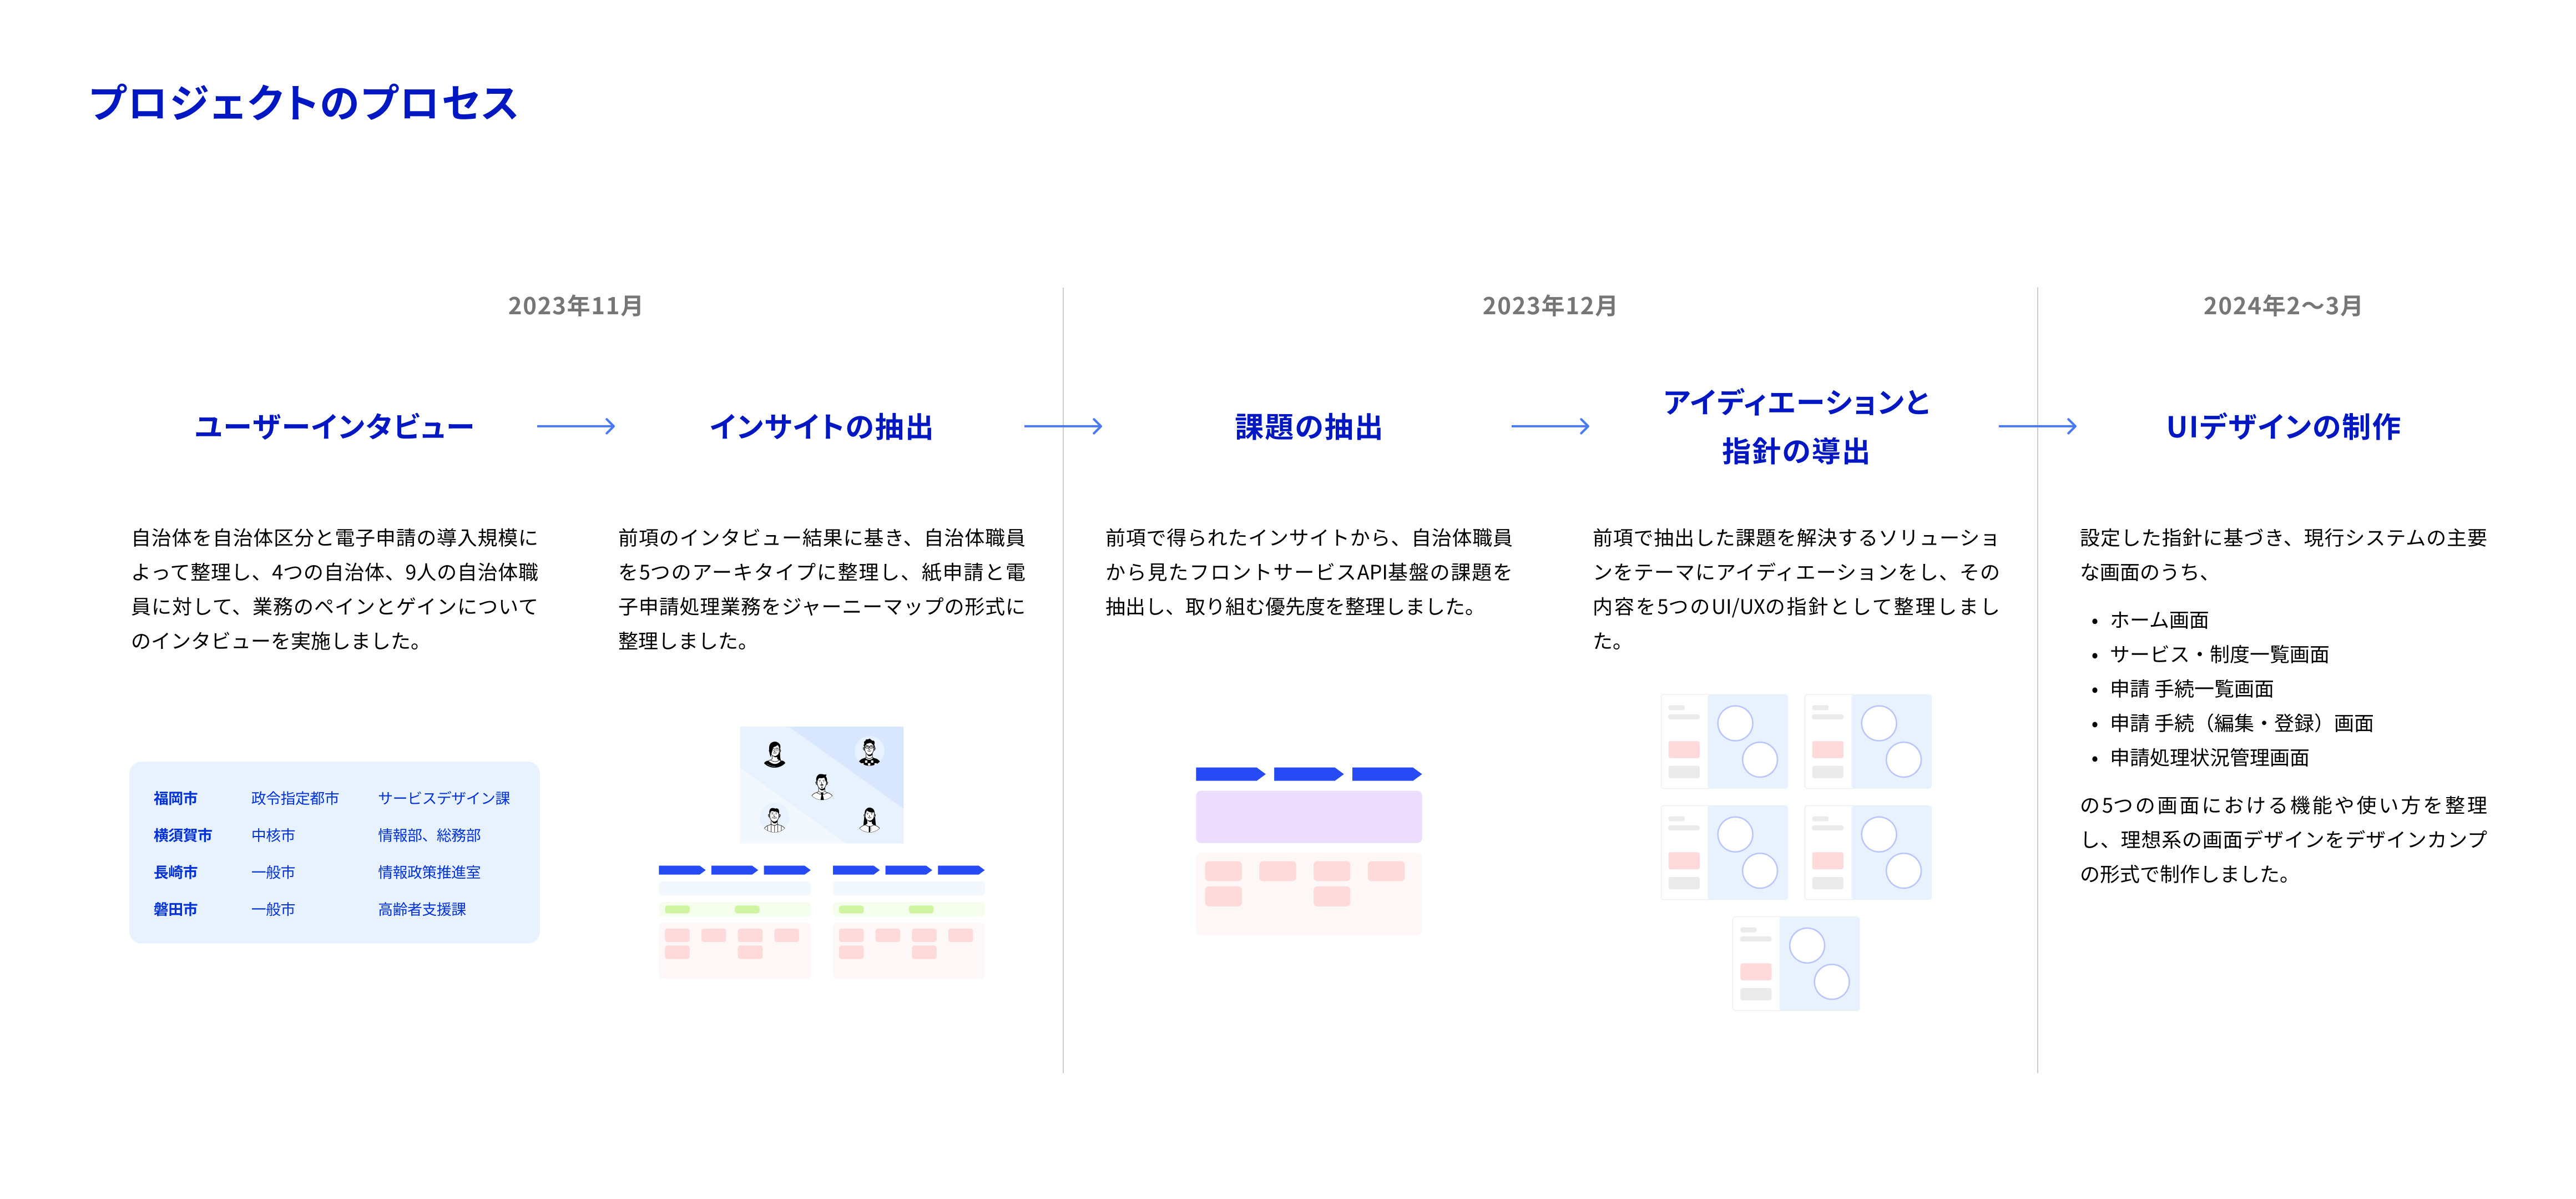 プロジェクトのプロセス
2023年11月
ユーザーインタビュー
自治体を自治体区分と電子申請の導入規模に
よって整理し、4つの自治体、9人の自治体職
員に対して、業務のペインとゲインについて
のインタビューを実施しました。
福岡市 政令指定都市 サービスデザイン課
横須賀市 中核市 情報部、総務部
長崎市 一般市 情報政策推進室
磐田市 一般市 高齢者支援課
インサイトの抽出
前項のインタビュー結果に基き、自治体職員
を5つのアーキタイプに整理し、紙申請と電
子申請処理業務をジャーニーマップの形式に
整理しました。
2023年12月
課題の抽出
前項で得られたインサイトから、自治体職員
から見たフロントサービスAPI基盤の課題を
抽出し、取り組む優先度を整理しました。
アイディエーションと
指針の導出
前項で抽出した課題を解決するソリューショ
ンをテーマにアイディエーションをし、その
内容を5つのUI/UXの指針として整理しまし
た。
2024年2〜3月
UIデザインの制作
設定した指針に基づき、現行システムの主要
な画面のうち、
• ホーム画面
• サービス・制度一覧画面
• 申請 手続一覧画面
• 申請 手続（編集・登録）画面
• 申請処理状況管理画面
の5つの画面における機能や使い方を整理
し、理想系の画面デザインをデザインカンプ
の形式で制作しました。